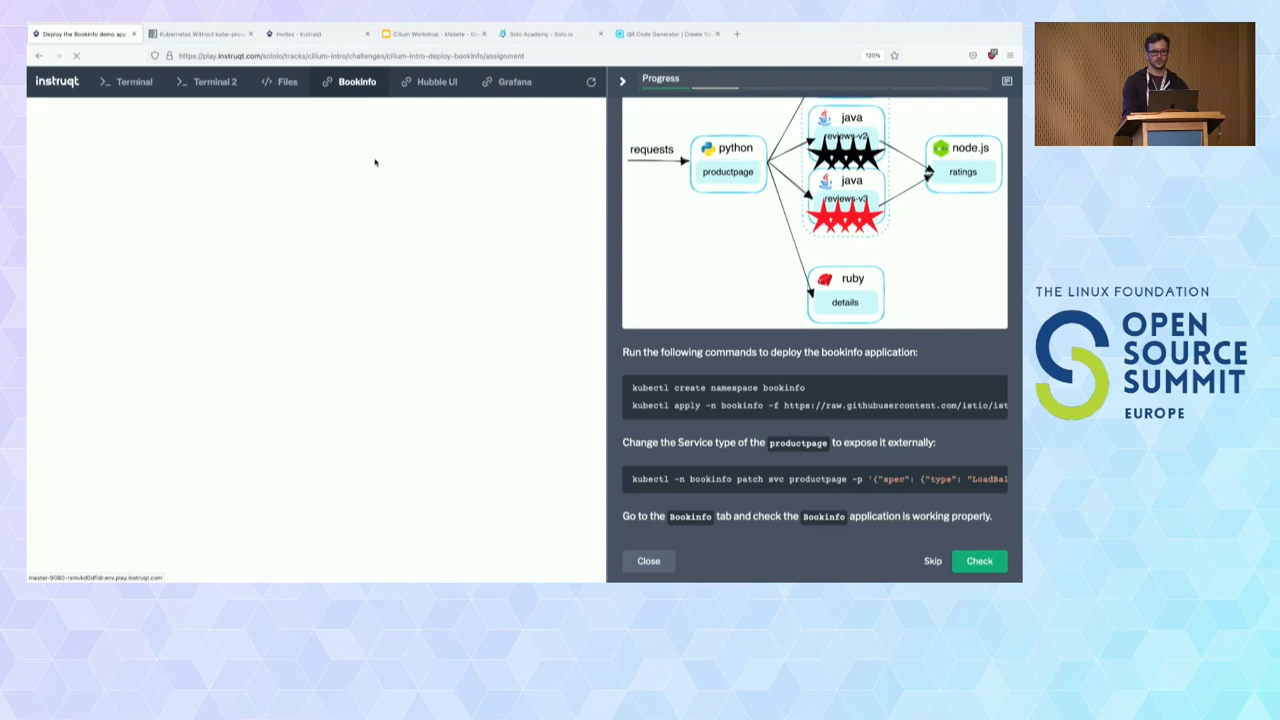 Deploy the Bookinfo demo app
Kubernetes Without kube-prox
Invites - Instruqt
Cilium Workshop
Solo Academy - Solo.io
QR Code Generator | Create Yo
https://play.instruqt.com/soloio/tracks/cilium-intro/challenges/cilium-intro-deploy-bookinfo/assignment
120%
instruqt
Terminal
Terminal 2
Files
Bookinfo
Hubble UI
Grafana
Progress
java
reviews-v2
requests
python
productpage
node.js
ratings
java
reviews-v3
ruby
details
Run the following commands to deploy the bookinfo application:
kubectl create namespace bookinfo
kubectl apply -n bookinfo -f https://raw.githubusercontent.com/istio/ist
Change the Service type of the productpage to expose it externally:
kubectl -n bookinfo patch svc productpage -p '{"spec": {"type": "LoadBal
Go to the Bookinfo tab and check the Bookinfo application is working properly.
Close
Skip
Check
THE LINUX FOUNDATION
OPEN
SOURCE
SUMMIT
EUROPE